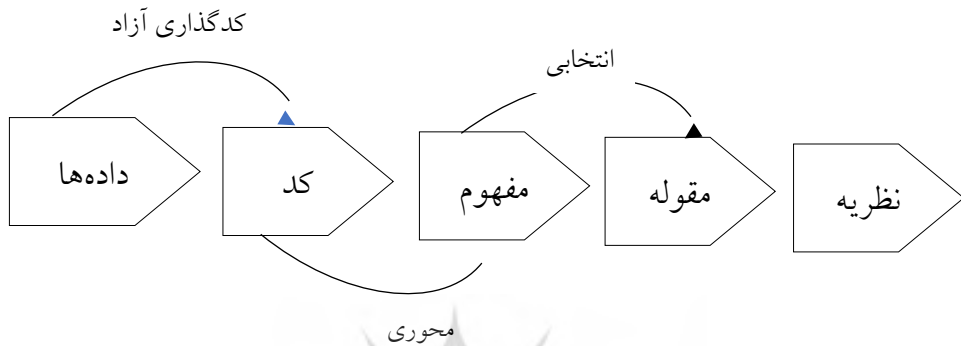 کدگذاری آزاد
انتخابی
داده‌ها
کد
مفهوم
مقوله
نظریه
محوری